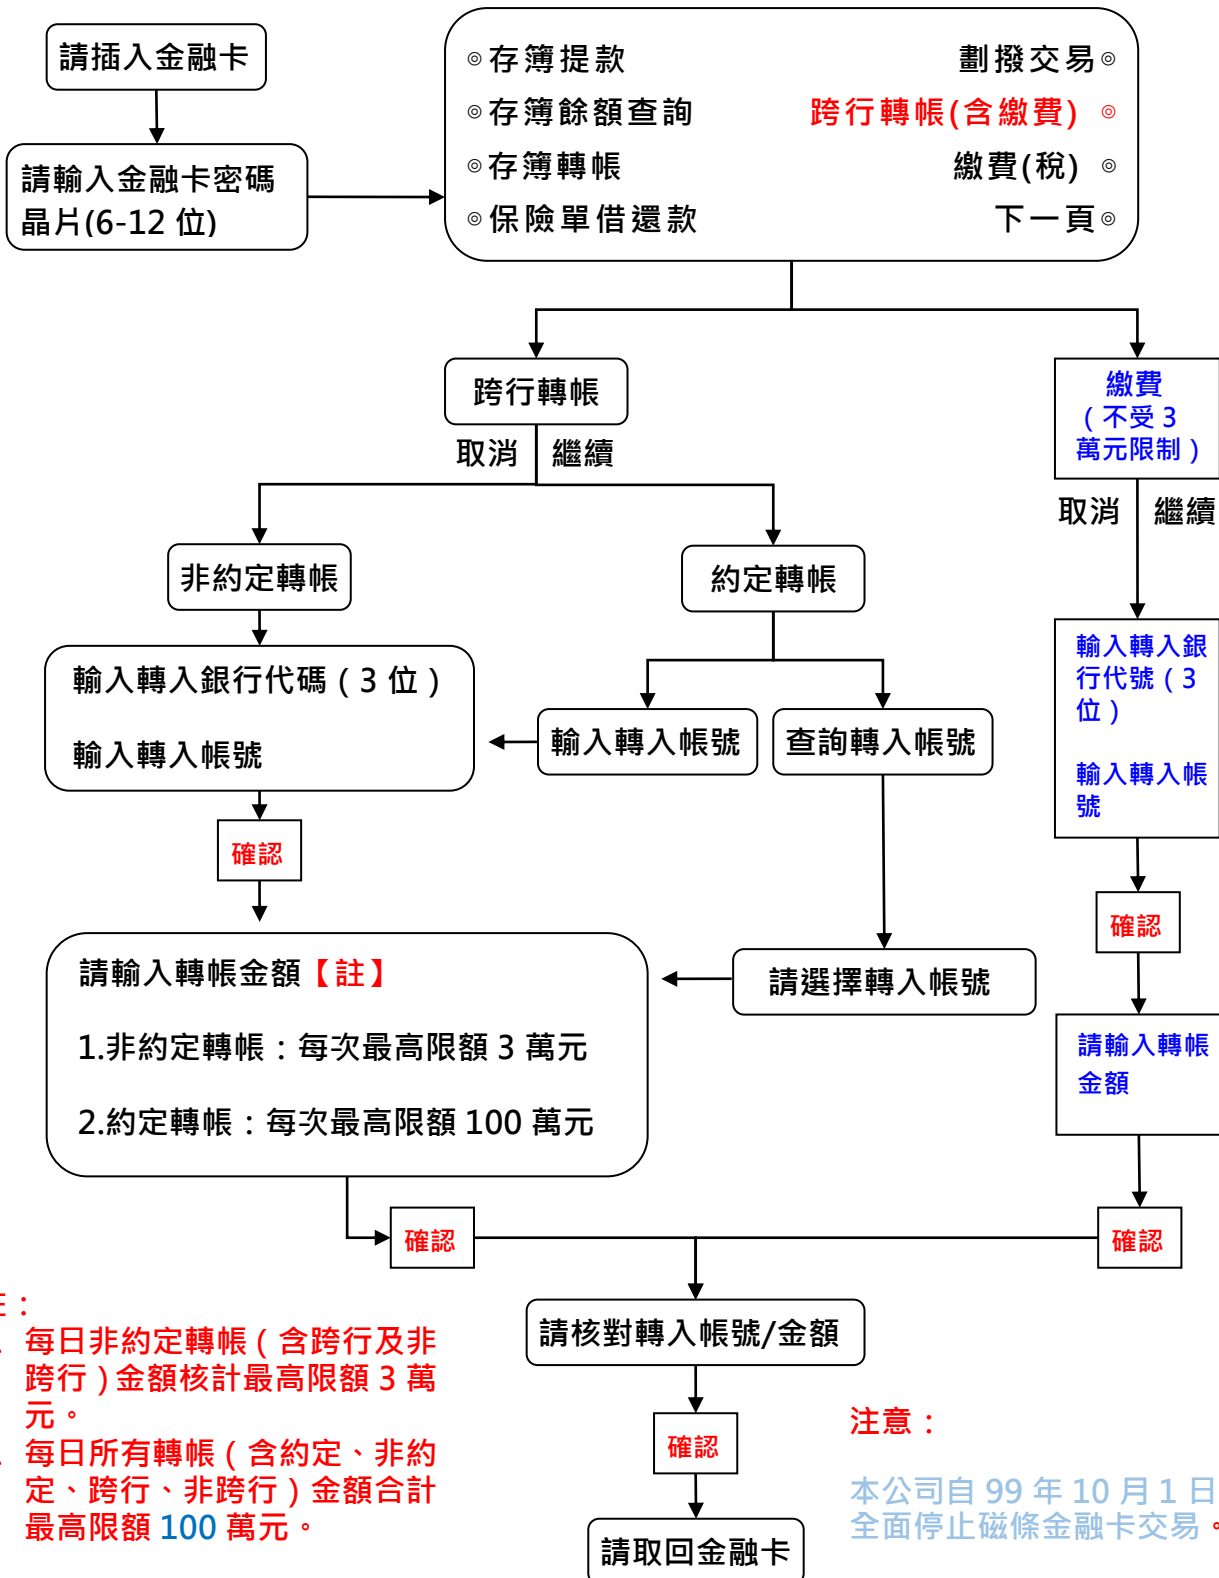 請插入金融卡
請輸入金融卡密碼
晶片(6-12 位)
◎存簿提款 劃撥交易◎
◎存簿餘額查詢 跨行轉帳(含繳費) ◎
◎存簿轉帳 繳費(稅) ◎
◎保險單借還款 下一頁◎
跨行轉帳
取消 繼續
繳費
（不受 3
萬元限制）
取消 繼續
非約定轉帳
約定轉帳
輸入轉入銀行代碼（3 位）
輸入轉入帳號
輸入轉入帳號
查詢轉入帳號
輸入轉入銀
行代號（3
位）
輸入轉入帳
號
確認
確認
請輸入轉帳金額【註】
1.非約定轉帳：每次最高限額 3 萬元
2.約定轉帳：每次最高限額 100 萬元
請選擇轉入帳號
請輸入轉帳
金額
確認
確認
請核對轉入帳號/金額
：
、每日非約定轉帳（含跨行及非
跨行）金額核計最高限額 3 萬
元。
、每日所有轉帳（含約定、非約
定、跨行、非跨行）金額合計
最高限額 100 萬元。
確認
請取回金融卡
注意：
本公司自 99 年 10 月 1 日
全面停止磁條金融卡交易。